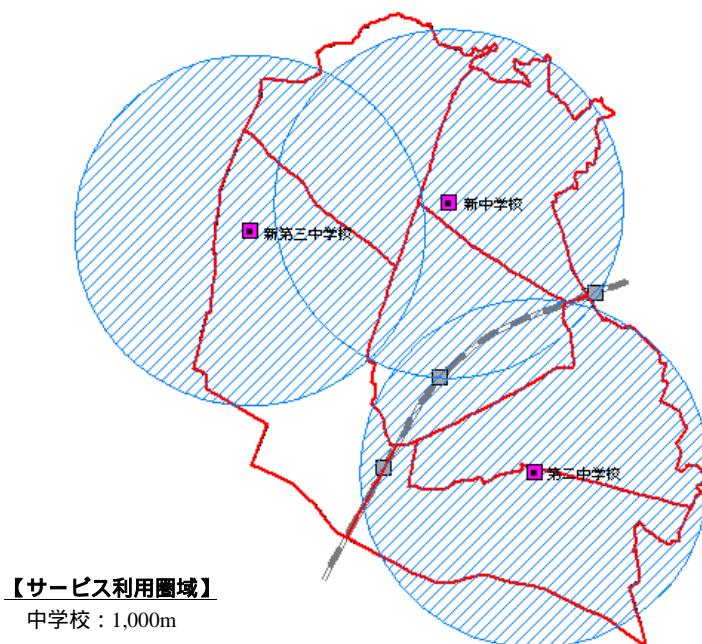 新中学校
新第三中学校
第二中学校
【サービス利用圏域】
中学校：1,000m